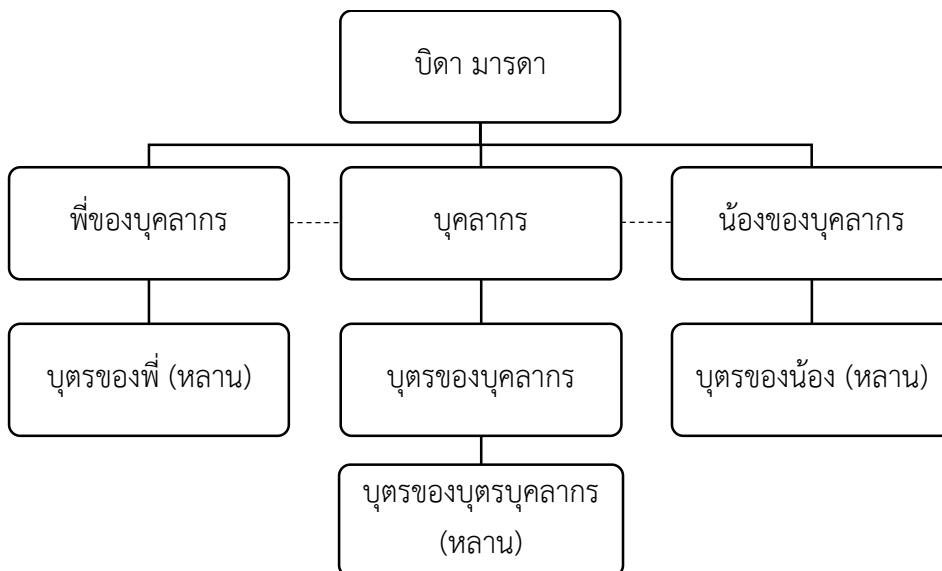 บิดา มารดา
พี่ของบุคลากร
บุคลากร
น้องของบุคลากร
บุตรของพี่ (หลาน)
บุตรของบุคลากร
บุตรของน้อง (หลาน)
บุตรของบุตรบุคลากร
(หลาน)